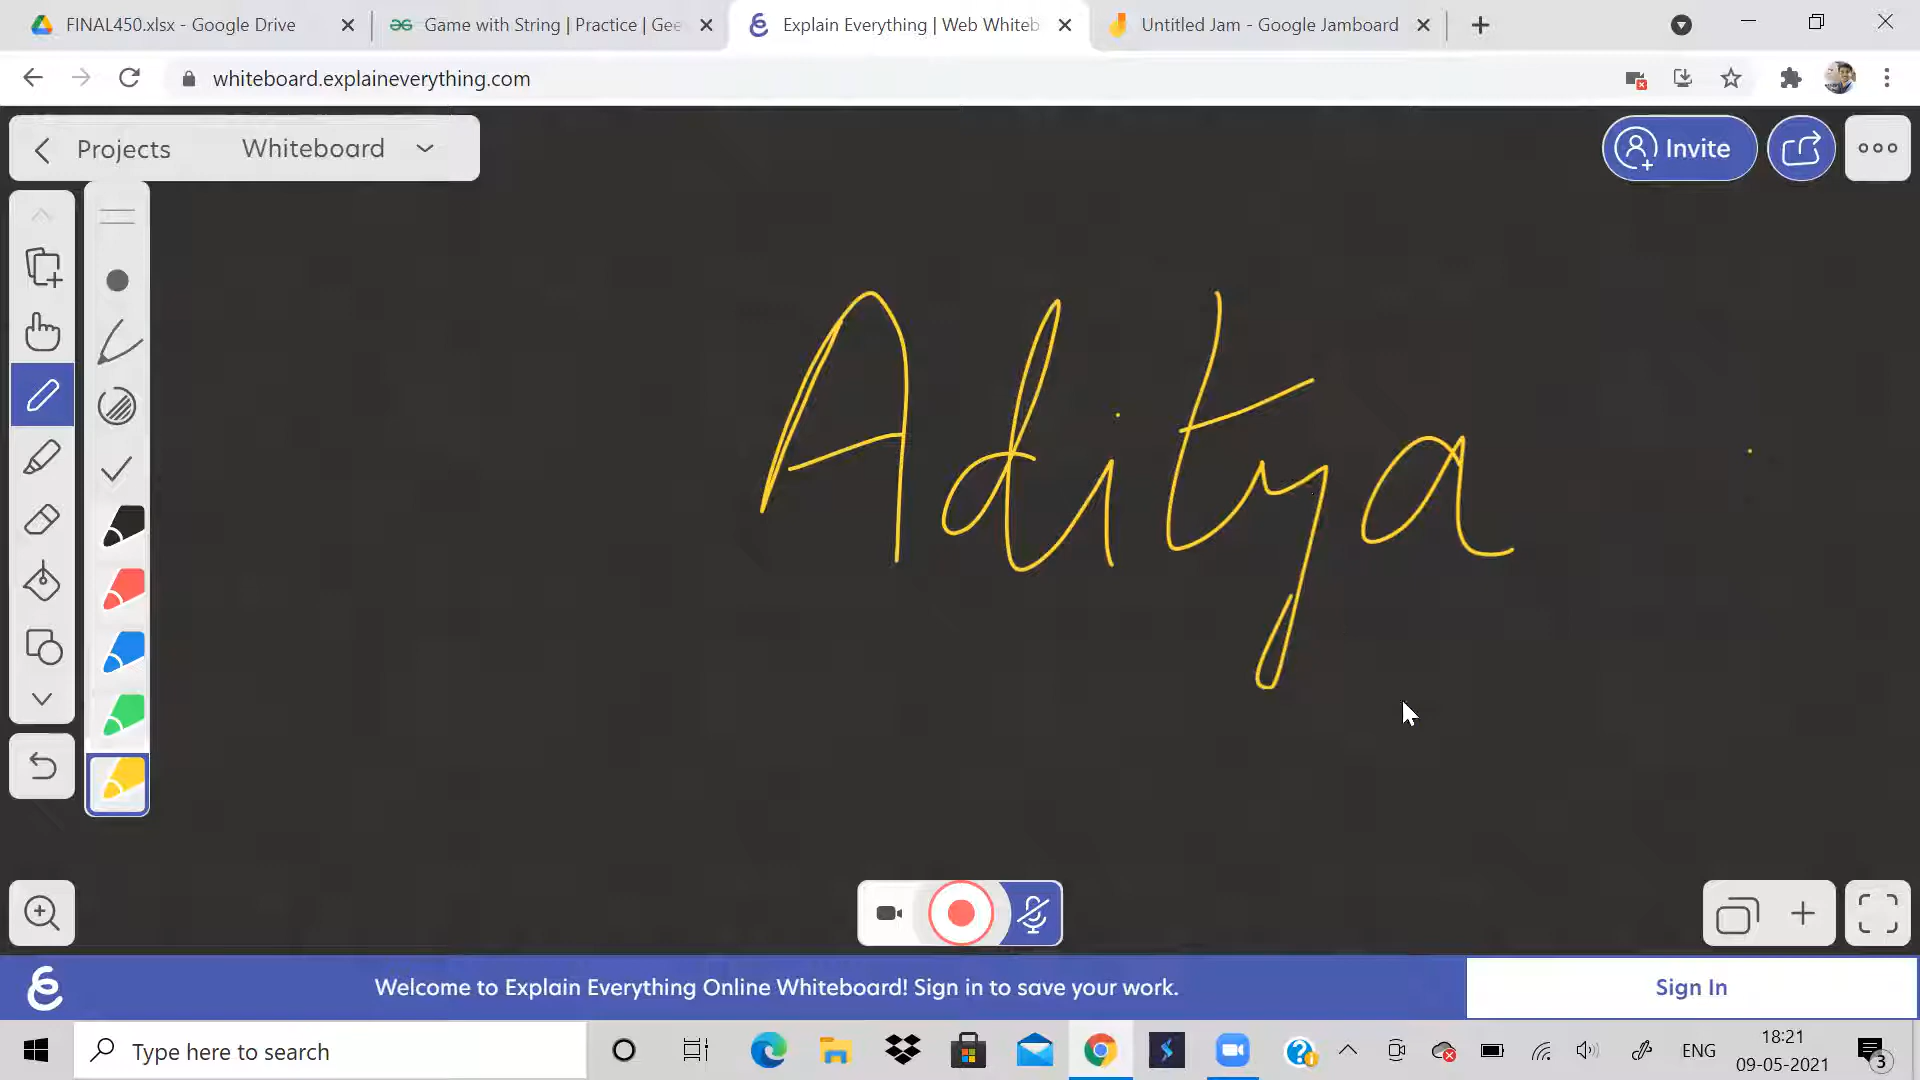 FINAL450.xlsx - Google Drive
Game with String | Practice | Gee
Explain Everything | Web Whiteb
Untitled Jam - Google Jamboard
whiteboard.explaineverything.com
Projects
Whiteboard
Invite
Aditya
Welcome to Explain Everything Online Whiteboard! Sign in to save your work.
Sign In
Type here to search
ENG
18:21
09-05-2021
3